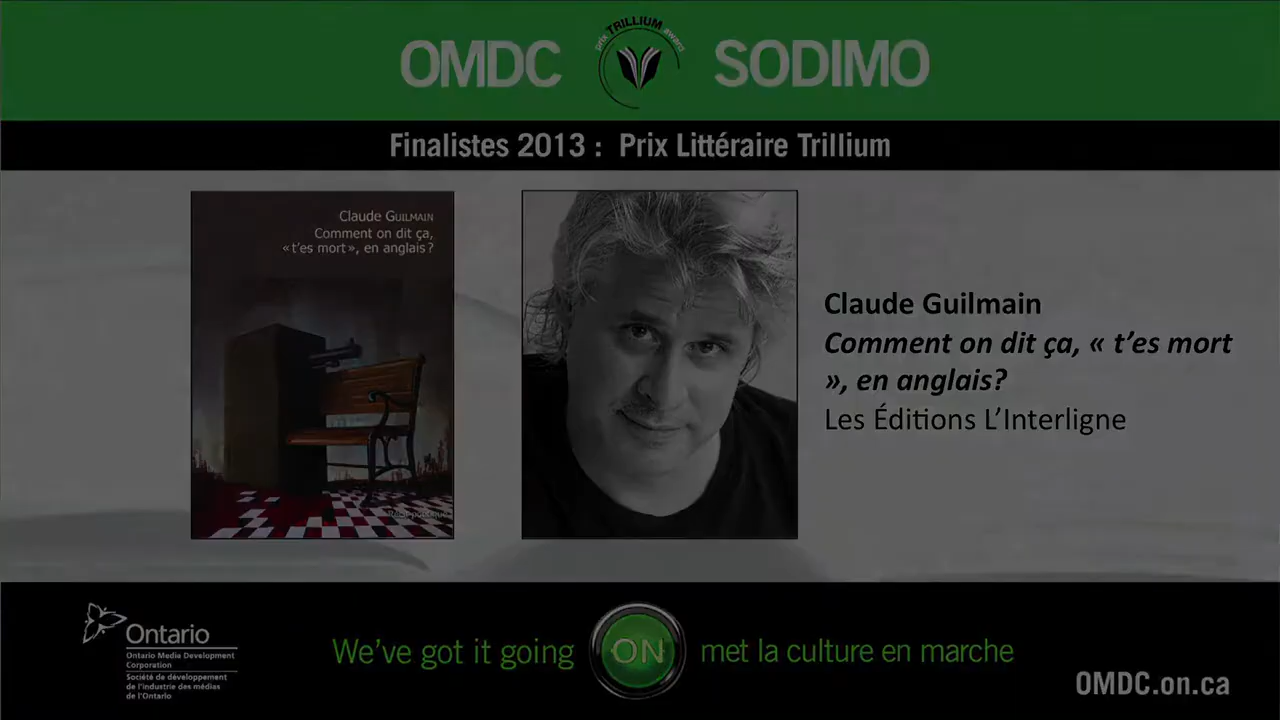 OMDC
prix TRILLIUM award
SODIMO
Finalistes 2013 : Prix Littéraire Trillium
Claude GUILMAIN
Comment on dit ça,
« t'es mort », en anglais ?
Récit poétique
Claude Guilmain
Comment on dit ça, « t’es mort
», en anglais?
Les Éditions L’Interligne
Ontario
Ontario Media Development
Corporation
Société de développement
de l'industrie des médias
de l'Ontario
We've got it going ON met la culture en marche
OMDC.on.ca